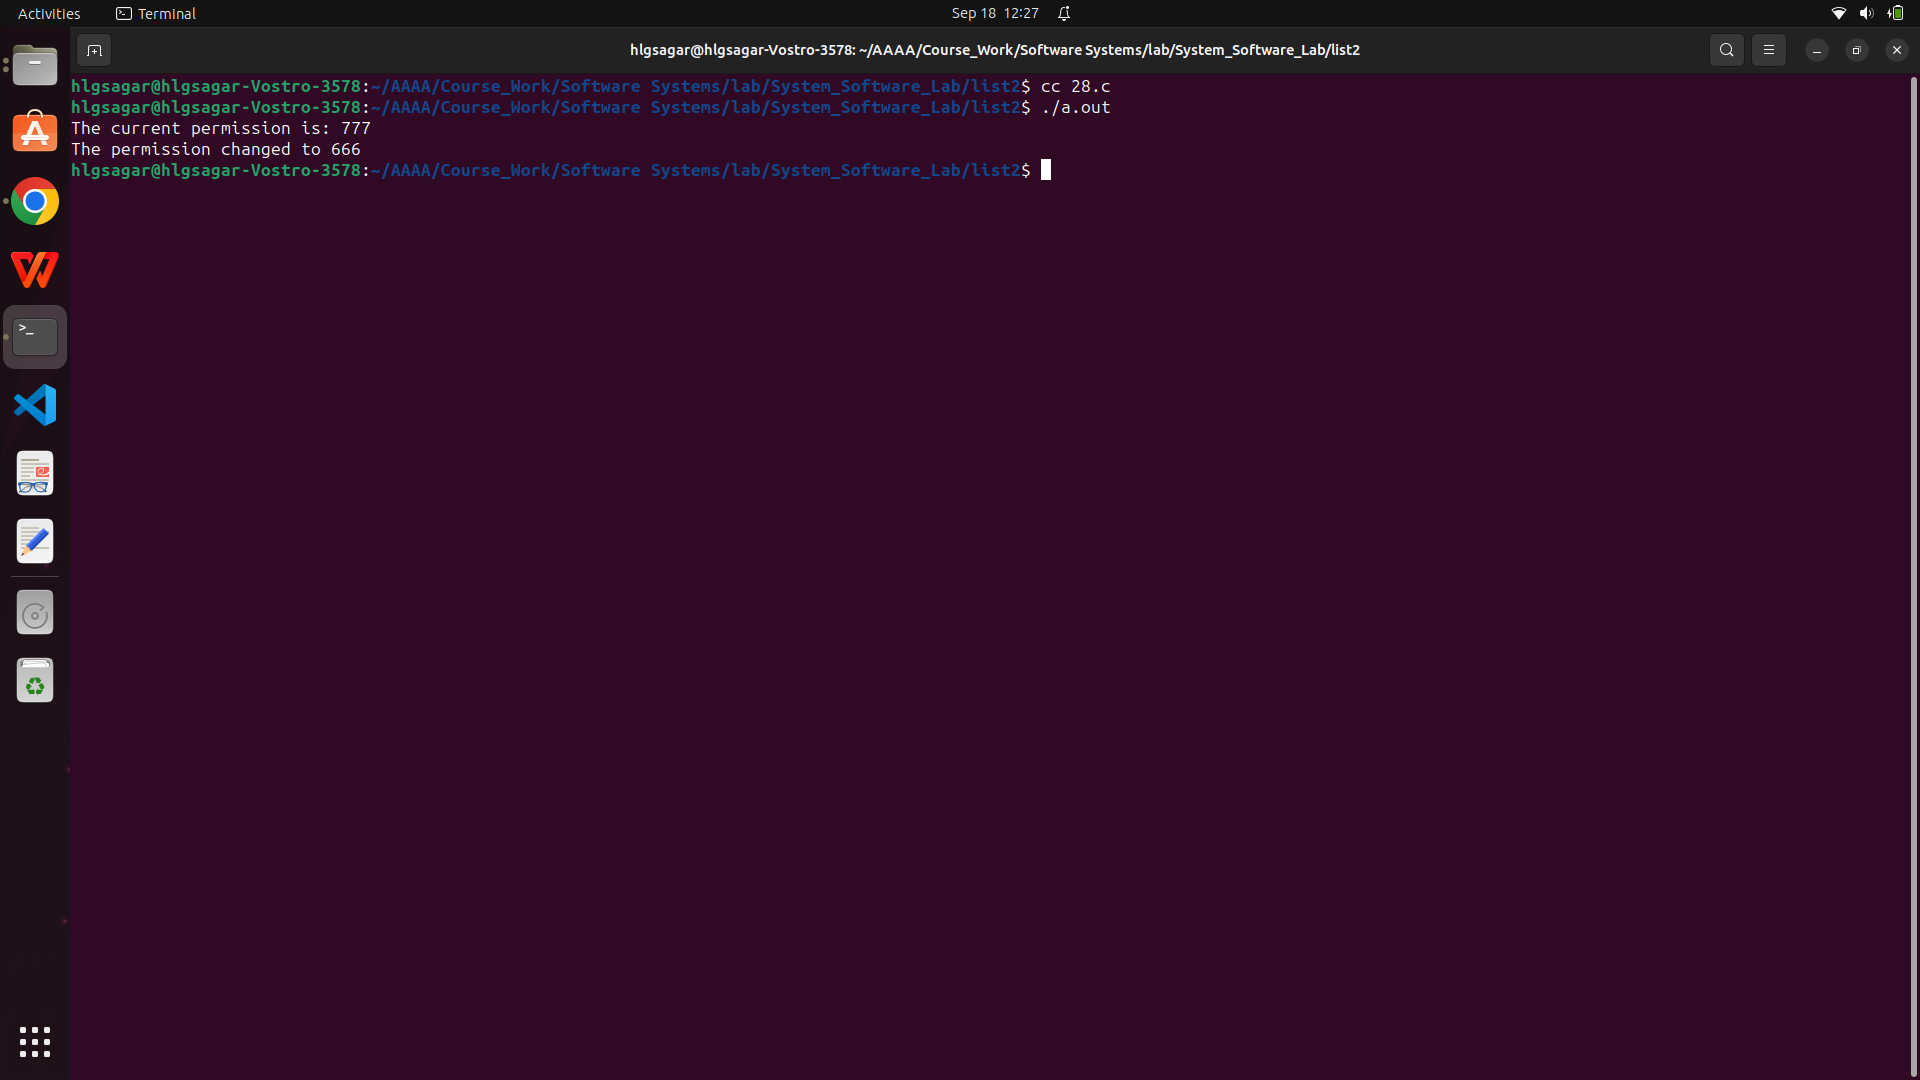 Activities Terminal Sep 18 12:27
hlgsagar@hlgsagar-Vostro-3578: ~/AAAA/Course_Work/Software Systems/lab/System_Software_Lab/list2
hlgsagar@hlgsagar-Vostro-3578:~/AAAA/Course_Work/Software Systems/lab/System_Software_Lab/list2$ cc 28.c
hlgsagar@hlgsagar-Vostro-3578:~/AAAA/Course_Work/Software Systems/lab/System_Software_Lab/list2$ ./a.out
The current permission is: 777
The permission changed to 666
hlgsagar@hlgsagar-Vostro-3578:~/AAAA/Course_Work/Software Systems/lab/System_Software_Lab/list2$